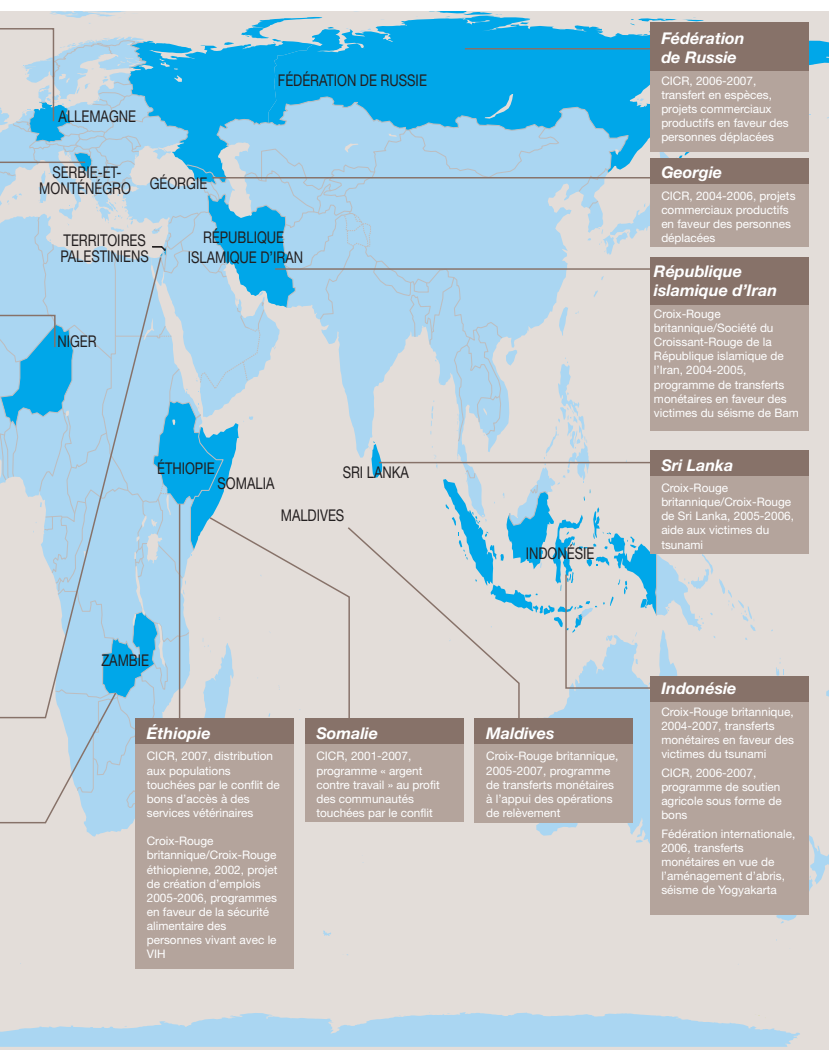 FÉDÉRATION DE RUSSIE
ALLEMAGNE
SERBIE-ET-
MONTÉNÉGRO
GÉORGIE
TERRITOIRES
PALESTINIENS
RÉPUBLIQUE
ISLAMIQUE D'IRAN
NIGER
ÉTHIOPIE
SOMALIA
SRI LANKA
MALDIVES
INDONÉSIE
ZAMBIE
Fédération
de Russie
CICR, 2006-2007,
transfert en espèces,
projets commerciaux
productifs en faveur des
personnes déplacées
Georgie
CICR, 2004-2006, projets
commerciaux productifs
en faveur des personnes
déplacées
République
islamique d'Iran
Croix-Rouge
britannique/Société du
Croissant-Rouge de la
République islamique de
l'Iran, 2004-2005,
programme de transferts
monétaires en faveur des
victimes du séisme de Bam
Sri Lanka
Croix-Rouge
britannique/Croix-Rouge
de Sri Lanka, 2005-2006,
aide aux victimes du
tsunami
Indonésie
Croix-Rouge britannique,
2004-2007, transferts
monétaires en faveur des
victimes du tsunami
CICR, 2006-2007,
programme de soutien
agricole sous forme de
bons
Fédération internationale,
2006, transferts
monétaires en vue de
l'aménagement d'abris,
séisme de Yogyakarta
Éthiopie
CICR, 2007, distribution
aux populations
touchées par le conflit de
bons d'accès à des
services vétérinaires
Croix-Rouge
britannique/Croix-Rouge
éthiopienne, 2002, projet
de création d'emplois
2005-2006, programmes
en faveur de la sécurité
alimentaire des
personnes vivant avec le
VIH
Somalie
CICR, 2001-2007,
programme « argent
contre travail » au profit
des communautés
touchées par le conflit
Maldives
Croix-Rouge britannique,
2005-2007, programme
de transferts monétaires
à l'appui des opérations
de relèvement